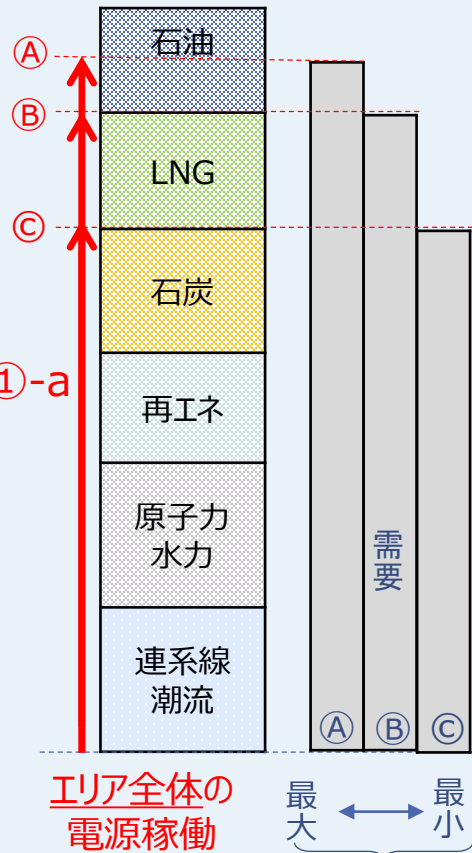 Ⓐ
石油
Ⓑ
LNG
Ⓒ
石炭
①-a
再エネ
原子力
水力
需要
連系線
潮流
Ⓐ
Ⓑ
Ⓒ
エリア全体の
電源稼働
最大
最小